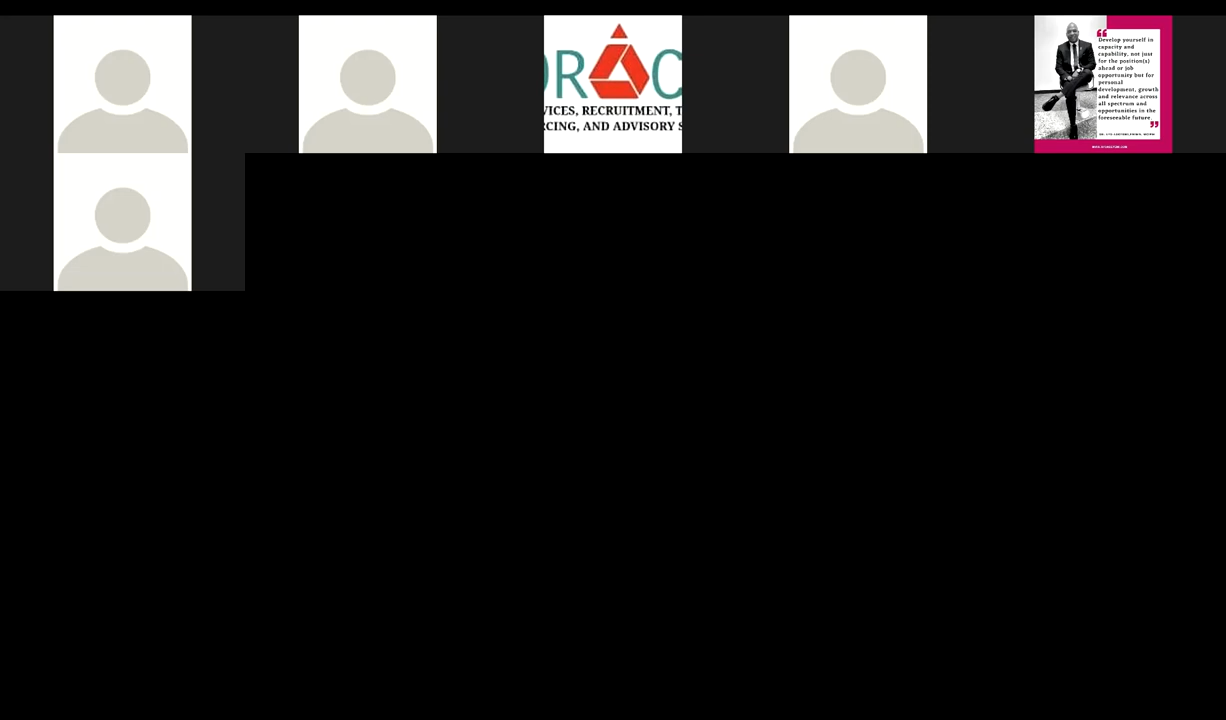 ORAC
VICES, RECRUITMENT, T
RCING, AND ADVISORY S
“
Develop yourself in
capacity and
capability, not just
for the position(s)
ahead or job
opportunity but for
personal
development, growth
and relevance across
all spectrum and
opportunities in the
foreseeable future.
”